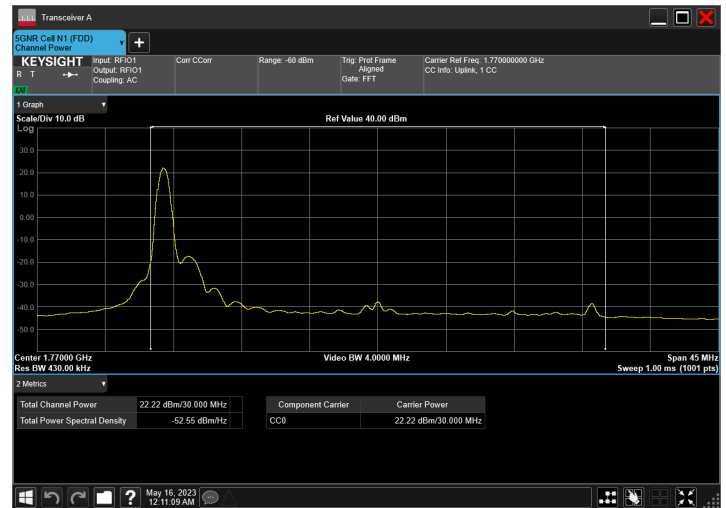 Transceiver A
5GNR Cell N1 (FDD)
Channel Power
KEYSIGHT
R T
LXI
Input: RFIO1
Output: RFIO1
Coupling: AC
Corr CCorr
Range: -60 dBm
Trig: Prot Frame
Aligned
Gate: FFT
Carrier Ref Freq: 1.770000000 GHz
CC Info: Uplink, 1 CC
1 Graph
Scale/Div 10.0 dB
Ref Value 40.00 dBm
Log
30.0
20.0
10.0
0.00
-10.0
-20.0
-30.0
-40.0
-50.0
Center 1.77000 GHz
Video BW 4.0000 MHz
Span 45 MHz
Res BW 430.00 kHz
Sweep 1.00 ms (1001 pts)
2 Metrics
Total Channel Power 22.22 dBm/30.000 MHz
Total Power Spectral Density -52.55 dBm/Hz
Component Carrier Carrier Power
CC0 22.22 dBm/30.000 MHz
?
May 16, 2023
12:11:09 AM